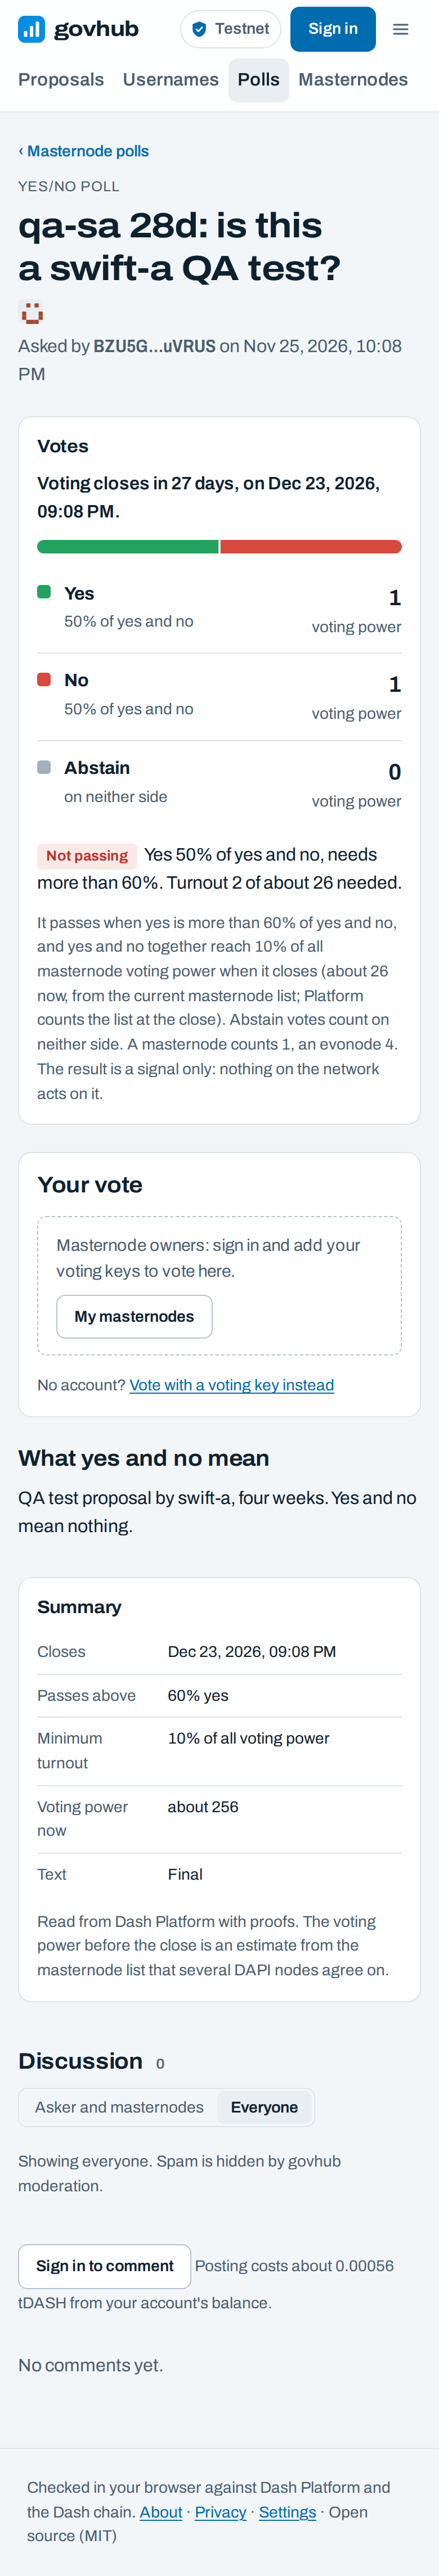 govhub
Testnet
Sign in
Proposals
Usernames
Polls
Masternodes
‹ Masternode polls
YES/NO POLL
qa-sa 28d: is this
a swift-a QA test?
Asked by BZU5G…uVRUS on Nov 25, 2026, 10:08
PM
Votes
Voting closes in 27 days, on Dec 23, 2026,
09:08 PM.
Yes
1
50% of yes and no
voting power
No
1
50% of yes and no
voting power
Abstain
0
on neither side
voting power
Not passing Yes 50% of yes and no, needs
more than 60%. Turnout 2 of about 26 needed.
It passes when yes is more than 60% of yes and no,
and yes and no together reach 10% of all
masternode voting power when it closes (about 26
now, from the current masternode list; Platform
counts the list at the close). Abstain votes count on
neither side. A masternode counts 1, an evonode 4.
The result is a signal only: nothing on the network
acts on it.
Your vote
Masternode owners: sign in and add your
voting keys to vote here.
My masternodes
No account? Vote with a voting key instead
What yes and no mean
QA test proposal by swift-a, four weeks. Yes and no
mean nothing.
Summary
Closes
Dec 23, 2026, 09:08 PM
Passes above
60% yes
Minimum
turnout
10% of all voting power
Voting power
now
about 256
Text
Final
Read from Dash Platform with proofs. The voting
power before the close is an estimate from the
masternode list that several DAPI nodes agree on.
Discussion 0
Asker and masternodes
Everyone
Showing everyone. Spam is hidden by govhub
moderation.
Sign in to comment Posting costs about 0.00056
tDASH from your account's balance.
No comments yet.
Checked in your browser against Dash Platform and
the Dash chain. About · Privacy · Settings · Open
source (MIT)